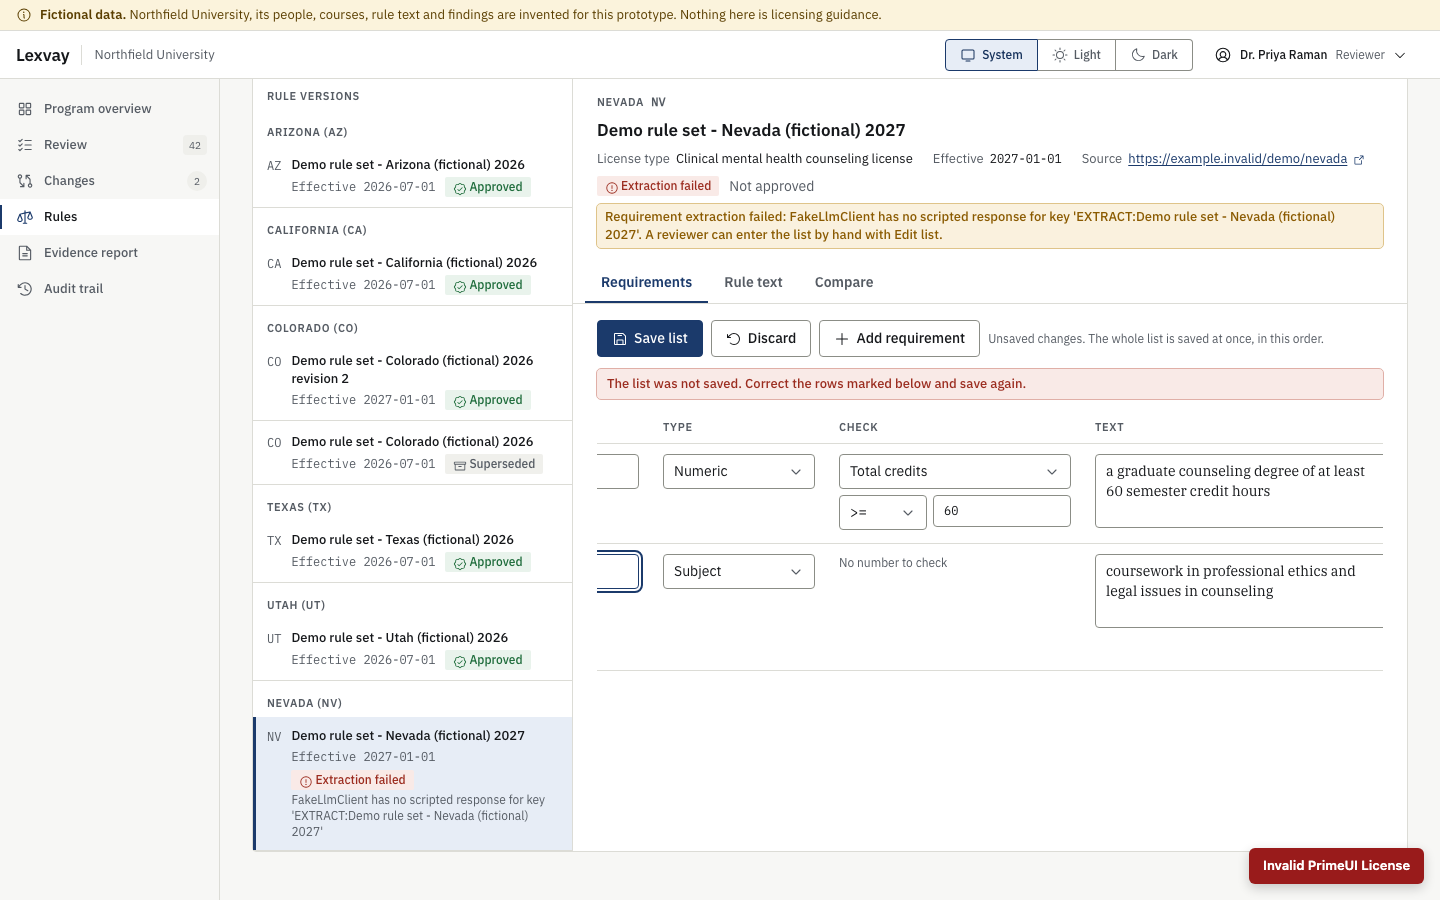 Fictional data. Northfield University, its people, courses, rule text and findings are invented for this prototype. Nothing here is licensing guidance.
Lexvay
Northfield University
System
Light
Dark
Dr. Priya Raman
Reviewer
Program overview
Review
42
Changes
2
Rules
Evidence report
Audit trail
RULE VERSIONS
ARIZONA (AZ)
AZ Demo rule set - Arizona (fictional) 2026
Effective 2026-07-01 Approved
CALIFORNIA (CA)
CA Demo rule set - California (fictional) 2026
Effective 2026-07-01 Approved
COLORADO (CO)
CO Demo rule set - Colorado (fictional) 2026
revision 2
Effective 2027-01-01 Approved
CO Demo rule set - Colorado (fictional) 2026
Effective 2026-07-01 Superseded
TEXAS (TX)
TX Demo rule set - Texas (fictional) 2026
Effective 2026-07-01 Approved
UTAH (UT)
UT Demo rule set - Utah (fictional) 2026
Effective 2026-07-01 Approved
NEVADA (NV)
NV Demo rule set - Nevada (fictional) 2027
Effective 2027-01-01
Extraction failed
FakeLlmClient has no scripted response for key
'EXTRACT:Demo rule set - Nevada (fictional)
2027'
NEVADA NV
Demo rule set - Nevada (fictional) 2027
License type Clinical mental health counseling license Effective 2027-01-01 Source https://example.invalid/demo/nevada
Extraction failed Not approved
Requirement extraction failed: FakeLlmClient has no scripted response for key 'EXTRACT:Demo rule set - Nevada (fictional)
2027'. A reviewer can enter the list by hand with Edit list.
Requirements
Rule text
Compare
Save list
Discard
Add requirement
Unsaved changes. The whole list is saved at once, in this order.
The list was not saved. Correct the rows marked below and save again.
TYPE CHECK TEXT
Numeric
Total credits
>=
60
a graduate counseling degree of at least
60 semester credit hours
Subject
No number to check
coursework in professional ethics and
legal issues in counseling
Invalid PrimeUI License